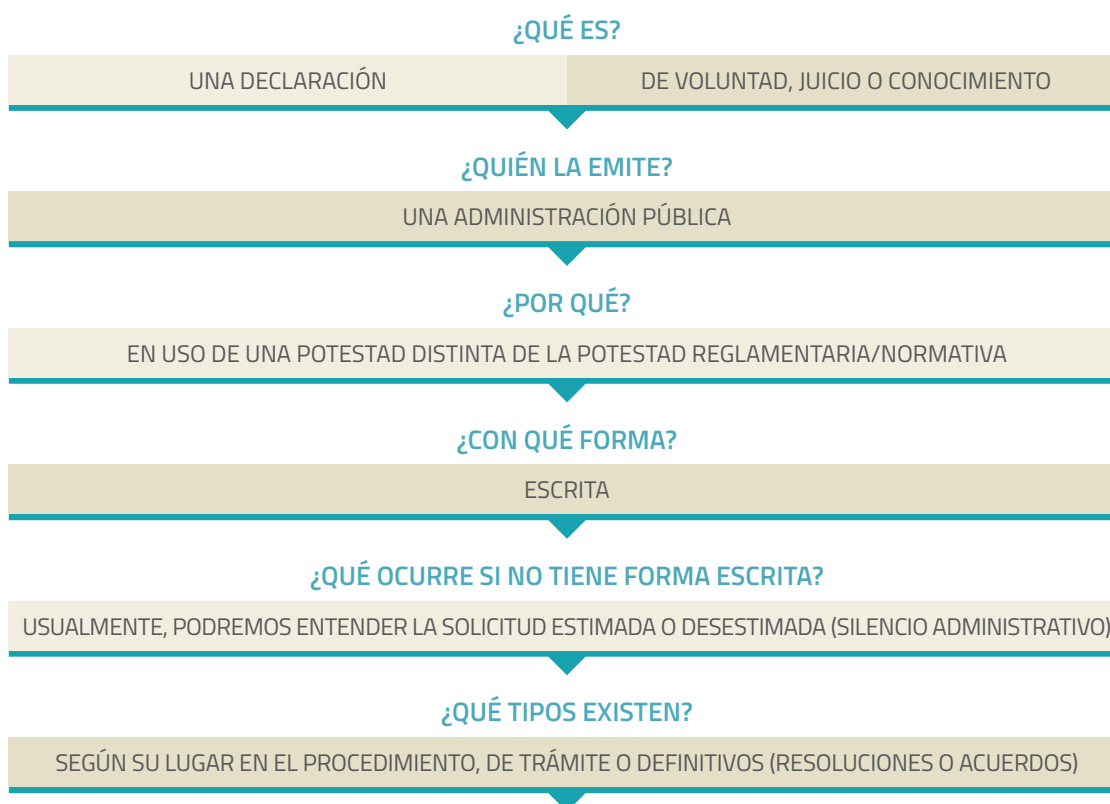 ¿QUÉ ES?
UNA DECLARACIÓN DE VOLUNTAD, JUICIO O CONOCIMIENTO
¿QUIÉN LA EMITE?
UNA ADMINISTRACIÓN PÚBLICA
¿POR QUÉ?
EN USO DE UNA POTESTAD DISTINTA DE LA POTESTAD REGLAMENTARIA/NORMATIVA
¿CON QUÉ FORMA?
ESCRITA
¿QUÉ OCURRE SI NO TIENE FORMA ESCRITA?
USUALMENTE, PODREMOS ENTENDER LA SOLICITUD ESTIMADA O DESESTIMADA (SILENCIO ADMINISTRATIVO)
¿QUÉ TIPOS EXISTEN?
SEGÚN SU LUGAR EN EL PROCEDIMIENTO, DE TRÁMITE O DEFINITIVOS (RESOLUCIONES O ACUERDOS)